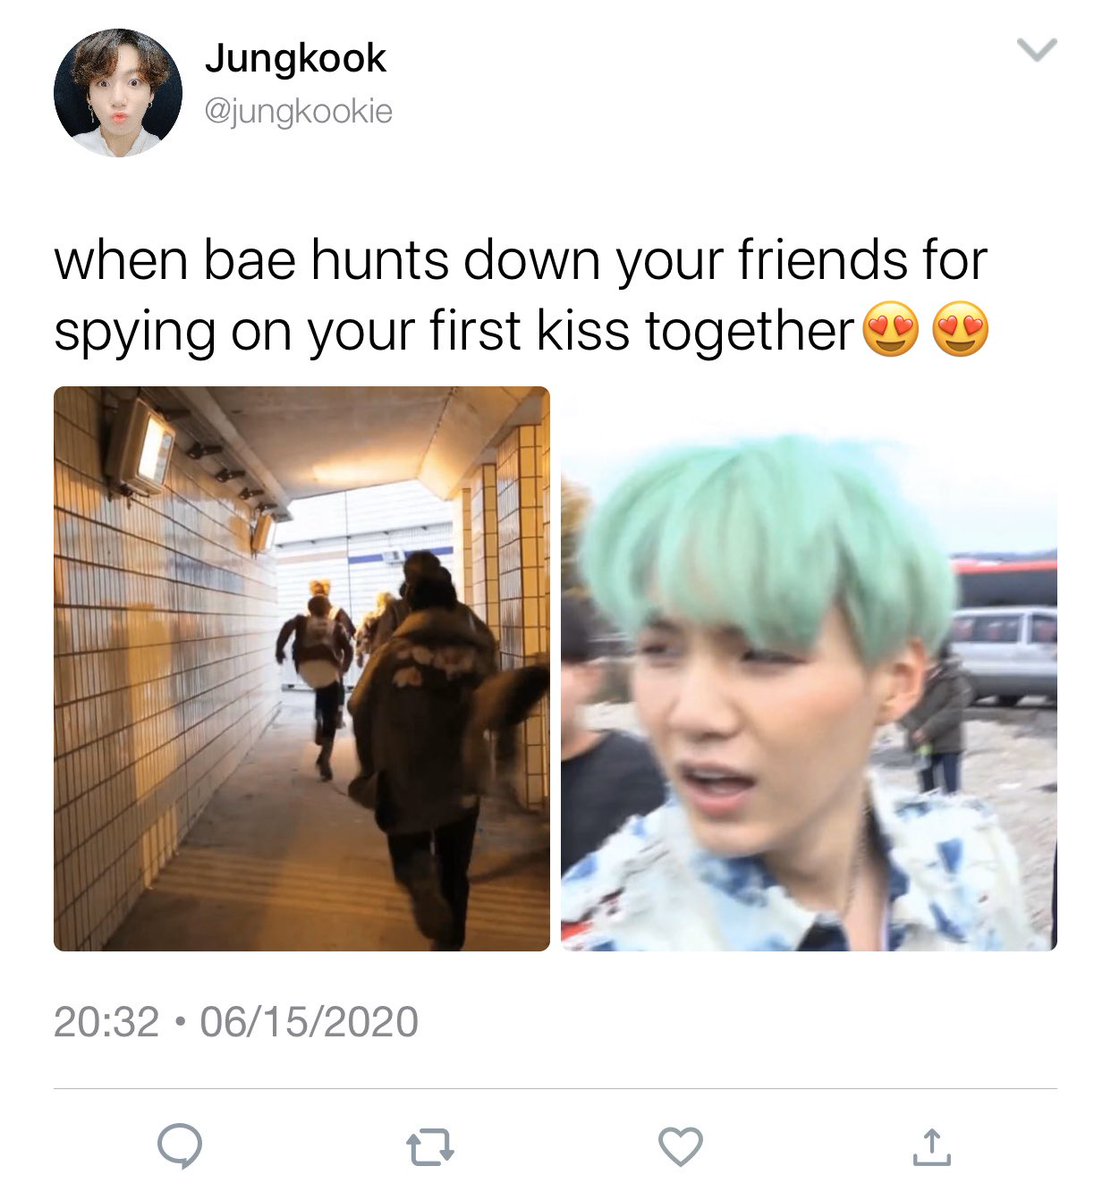 Jungkook
@jungkookie
when bae hunts down your friends for
spying on your first kiss together😍 😍
20:32 • 06/15/2020